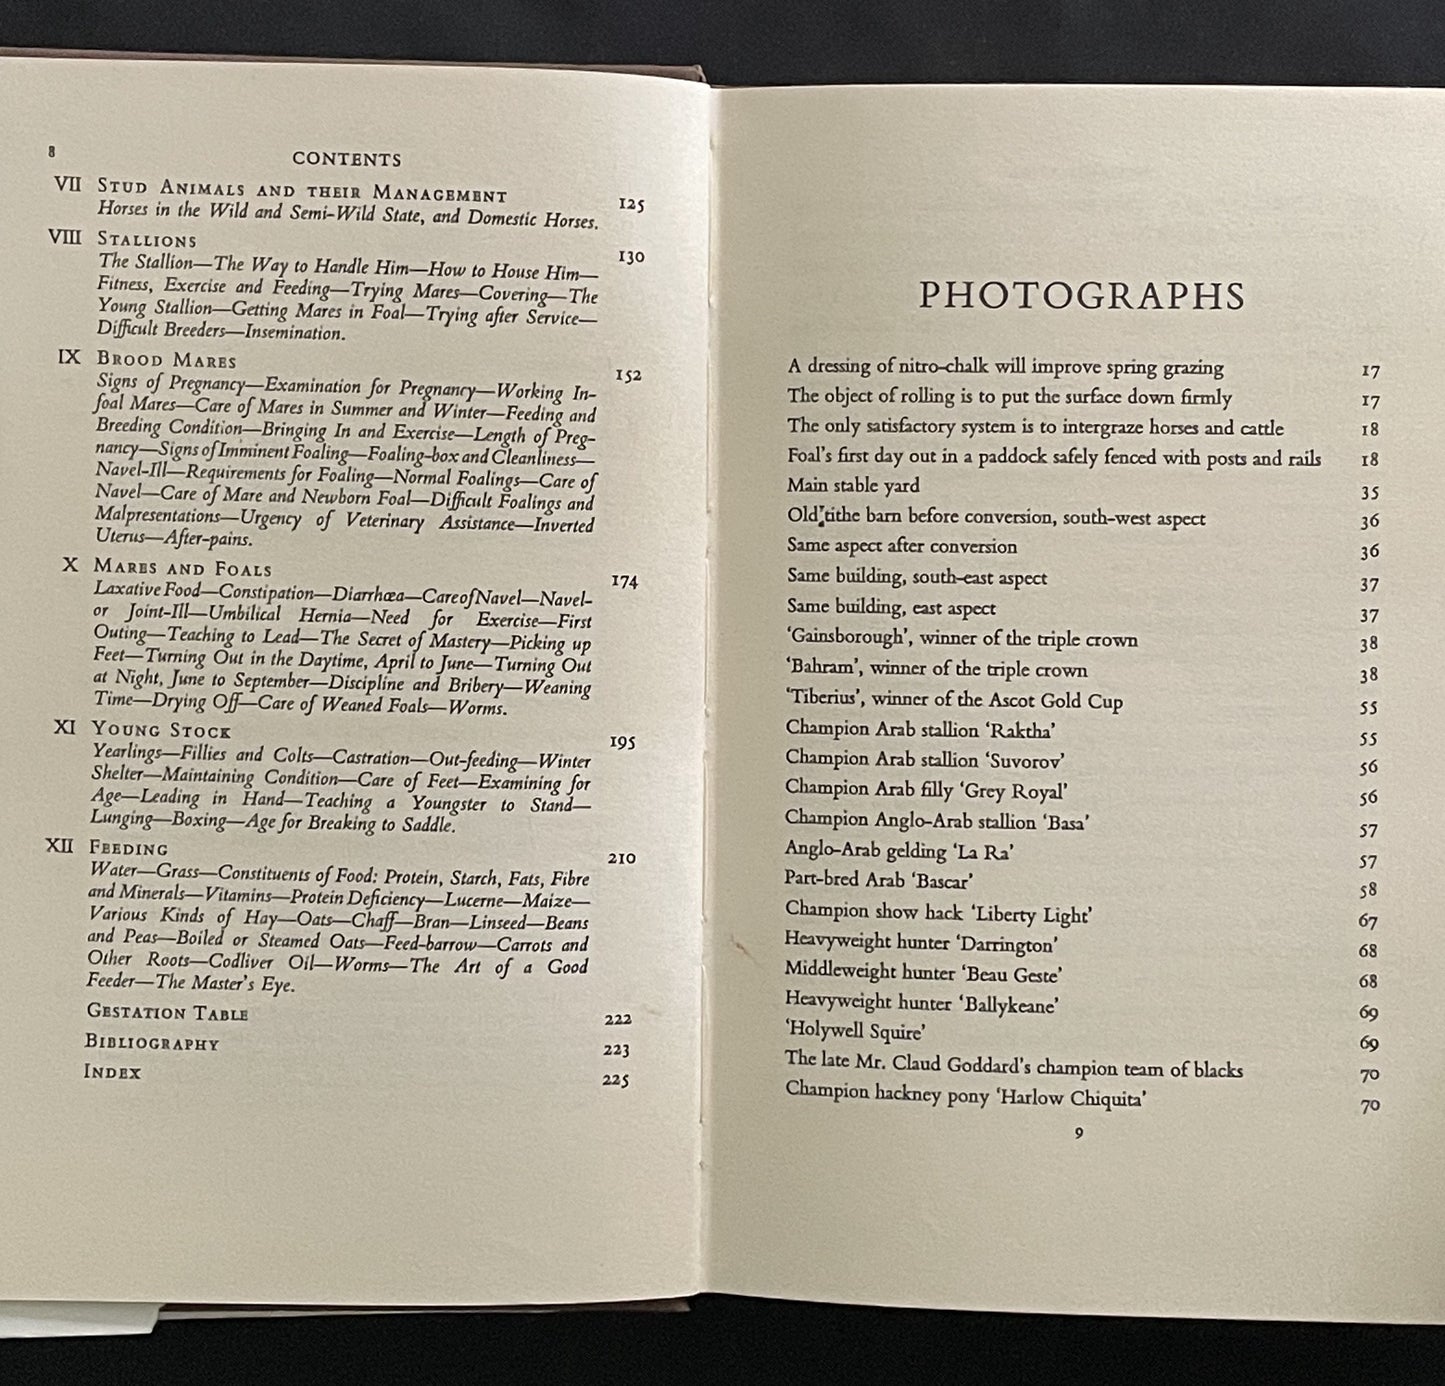 8
CONTENTS
VII STUD ANIMALS AND THEIR MANAGEMENT 125
Horses in the Wild and Semi-Wild State, and Domestic Horses.
VIII STALLIONS 130
The Stallion—The Way to Handle Him—How to House Him—
Fitness, Exercise and Feeding—Trying Mares—Covering—The
Young Stallion—Getting Mares in Foal—Trying after Service—
Difficult Breeders—Insemination.
IX BROOD MARES 152
Signs of Pregnancy—Examination for Pregnancy—Working In-
foal Mares—Care of Mares in Summer and Winter—Feeding and
Breeding Condition—Bringing In and Exercise—Length of Preg-
nancy—Signs of Imminent Foaling—Foaling-box and Cleanliness—
Navel-Ill—Requirements for Foaling—Normal Foalings—Care of
Navel—Care of Mare and Newborn Foal—Difficult Foalings and
Malpresentations—Urgency of Veterinary Assistance—Inverted
Uterus—After-pains.
X MARES AND FOALS 174
Laxative Food—Constipation—Diarrhœa—Care of Navel—Navel-
or Joint-Ill—Umbilical Hernia—Need for Exercise—First
Outing—Teaching to Lead—The Secret of Mastery—Picking up
Feet—Turning Out in the Daytime, April to June—Turning Out
at Night, June to September—Discipline and Bribery—Weaning
Time—Drying Off—Care of Weaned Foals—Worms.
XI YOUNG STOCK 195
Yearlings—Fillies and Colts—Castration—Out-feeding—Winter
Shelter—Maintaining Condition—Care of Feet—Examining for
Age—Leading in Hand—Teaching a Youngster to Stand—
Lunging—Boxing—Age for Breaking to Saddle.
XII FEEDING 210
Water—Grass—Constituents of Food: Protein, Starch, Fats, Fibre
and Minerals—Vitamins—Protein Deficiency—Lucerne—Maize—
Various Kinds of Hay—Oats—Chaff—Bran—Linseed—Beans
and Peas—Boiled or Steamed Oats—Feed-barrow—Carrots and
Other Roots—Codliver Oil—Worms—The Art of a Good
Feeder—The Master's Eye.
GESTATION TABLE 222
BIBLIOGRAPHY 223
INDEX 225
PHOTOGRAPHS
A dressing of nitro-chalk will improve spring grazing 17
The object of rolling is to put the surface down firmly 17
The only satisfactory system is to intergraze horses and cattle 18
Foal's first day out in a paddock safely fenced with posts and rails 18
Main stable yard 35
Old tithe barn before conversion, south-west aspect 36
Same aspect after conversion 36
Same building, south-east aspect 37
Same building, east aspect 37
'Gainsborough', winner of the triple crown 38
'Bahram', winner of the triple crown 38
'Tiberius', winner of the Ascot Gold Cup 55
Champion Arab stallion 'Raktha' 55
Champion Arab stallion 'Suvorov' 56
Champion Arab filly 'Grey Royal' 56
Champion Anglo-Arab stallion 'Basa' 57
Anglo-Arab gelding 'La Ra' 57
Part-bred Arab 'Bascar' 58
Champion show hack 'Liberty Light' 67
Heavyweight hunter 'Darrington' 68
Middleweight hunter 'Beau Geste' 68
Heavyweight hunter 'Ballykeane' 69
'Holywell Squire' 69
The late Mr. Claud Goddard's champion team of blacks 70
Champion hackney pony 'Harlow Chiquita' 70
9